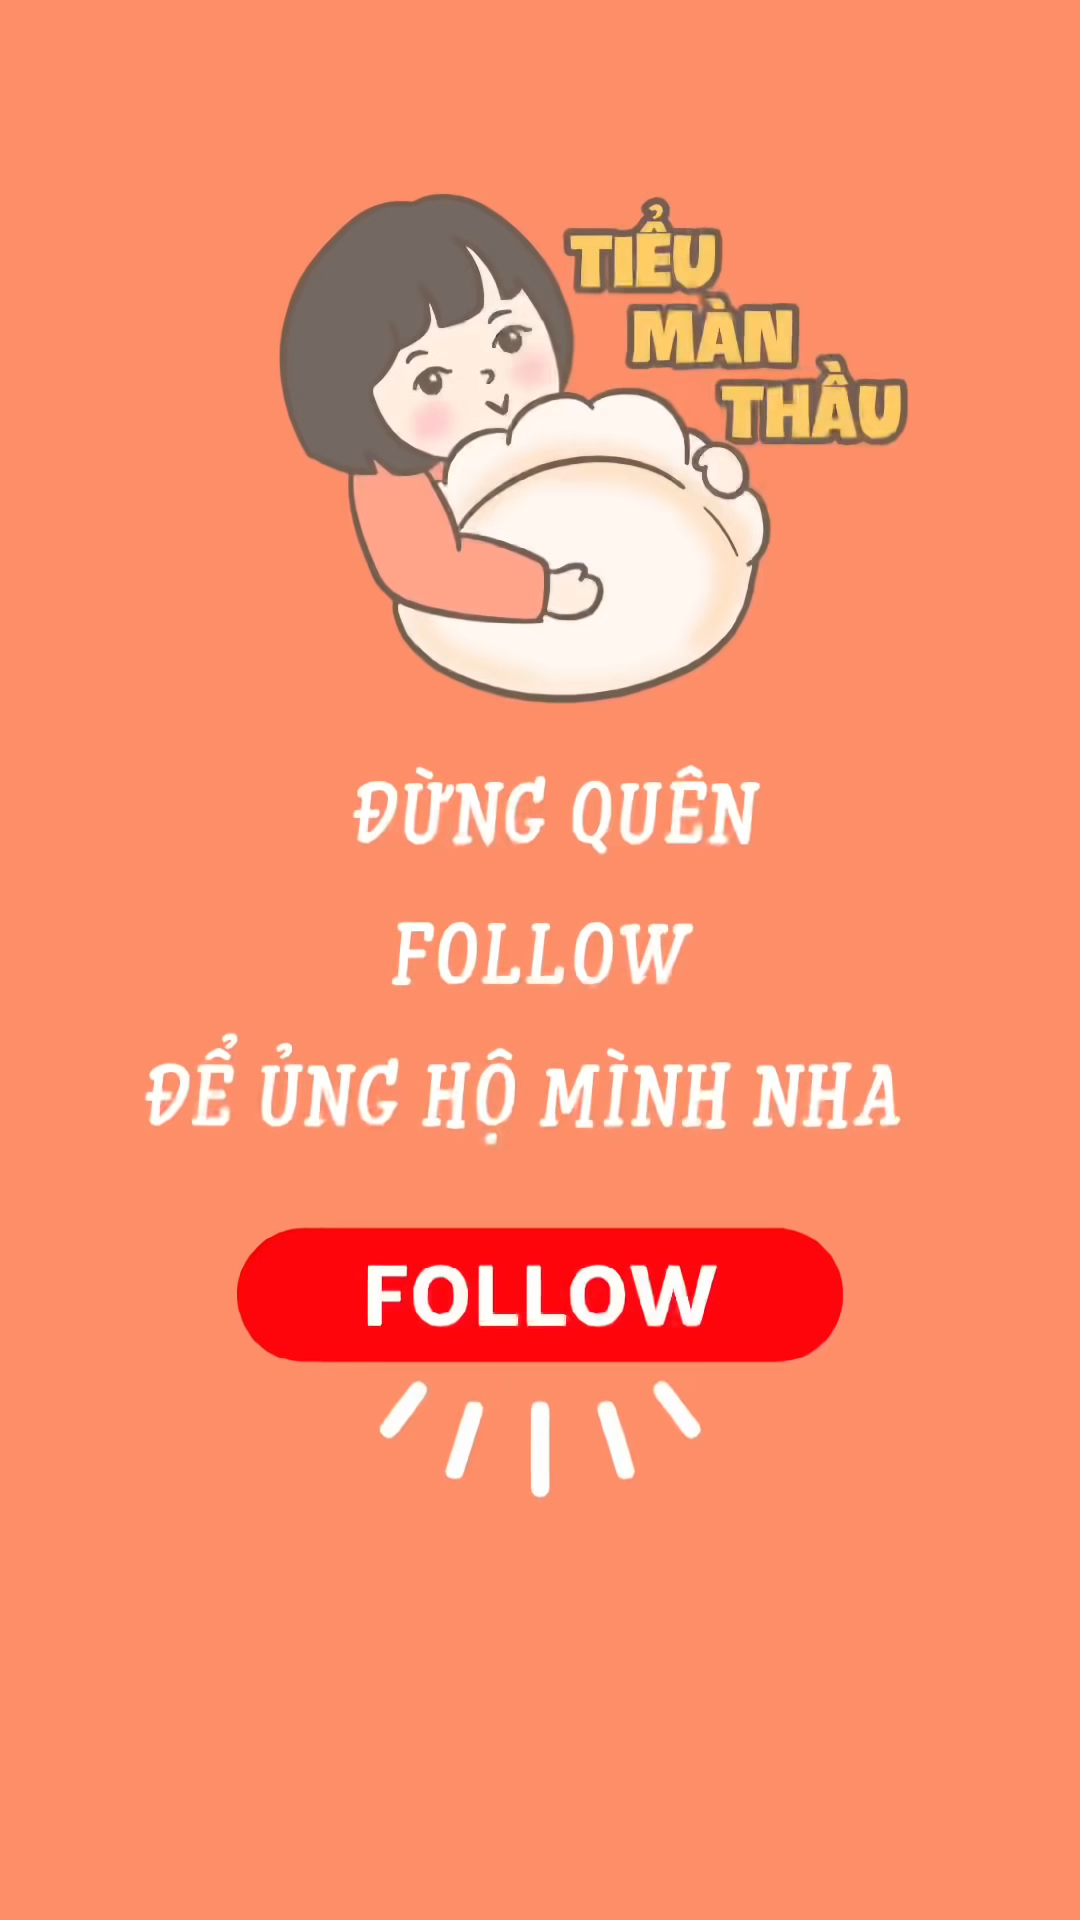 TIỂU
MÀN
THẦU
ĐỪNG QUÊN
FOLLOW
ĐỂ ỦNG HỘ MÌNH NHA
FOLLOW